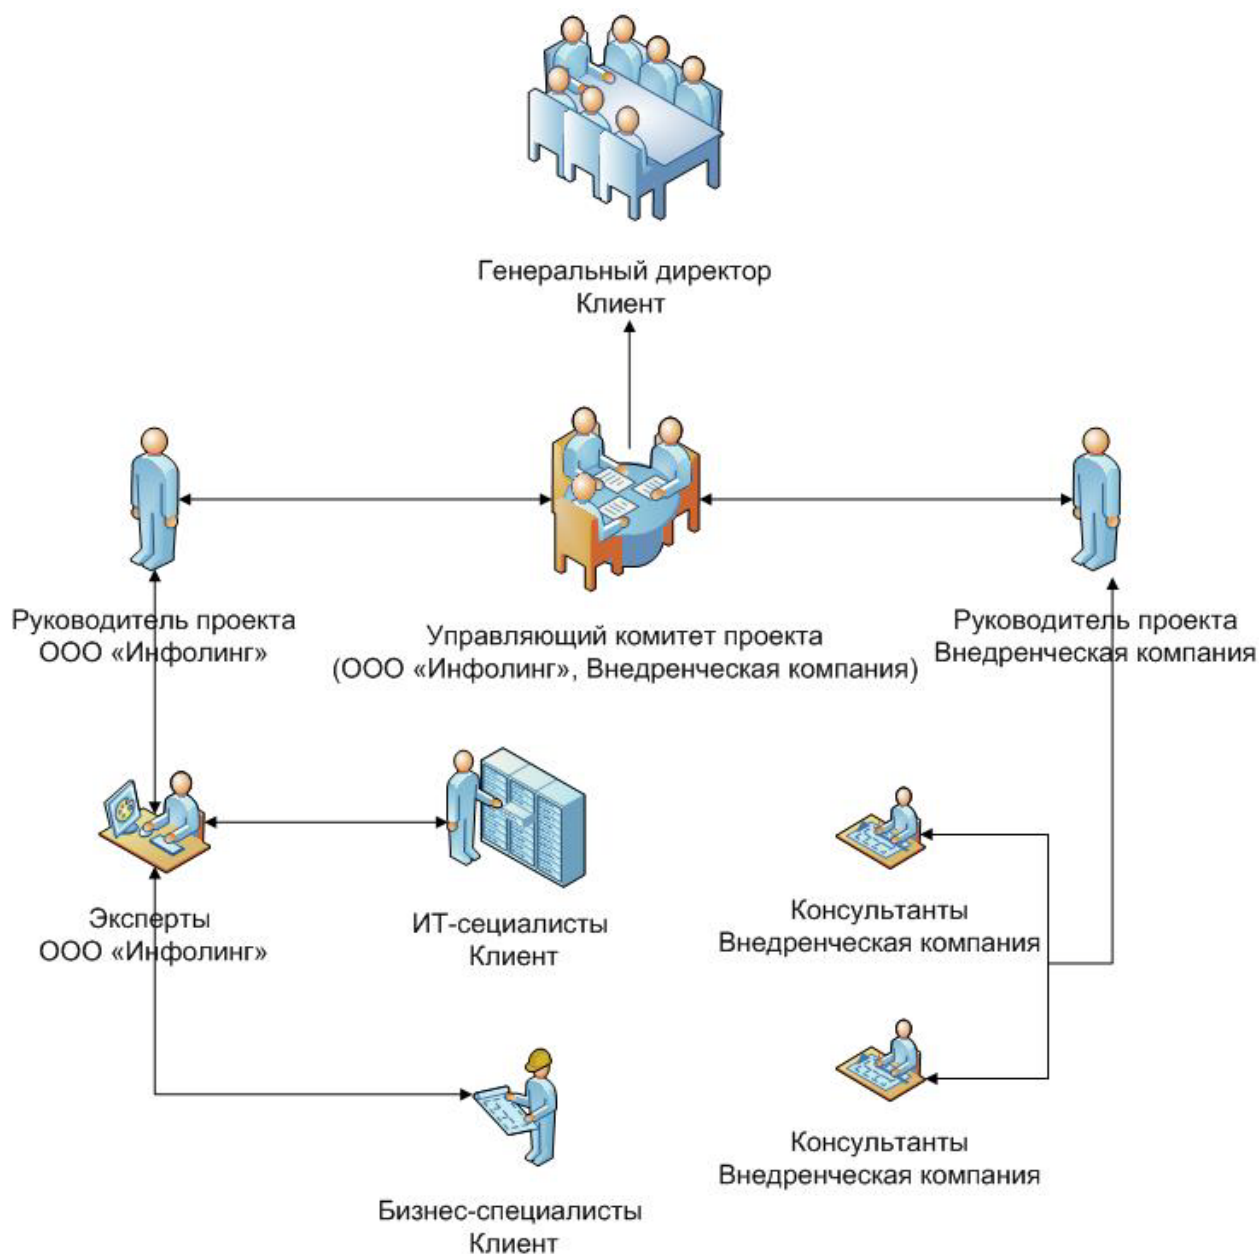 Генеральный директор
Клиент
Руководитель проекта
ООО «Инфолинг»
Управляющий комитет проекта
(ООО «Инфолинг», Внедренческая компания)
Руководитель проекта
Внедренческая компания
Эксперты
ООО «Инфолинг»
ИТ-сециалисты
Клиент
Консультанты
Внедренческая компания
Консультанты
Внедренческая компания
Бизнес-специалисты
Клиент